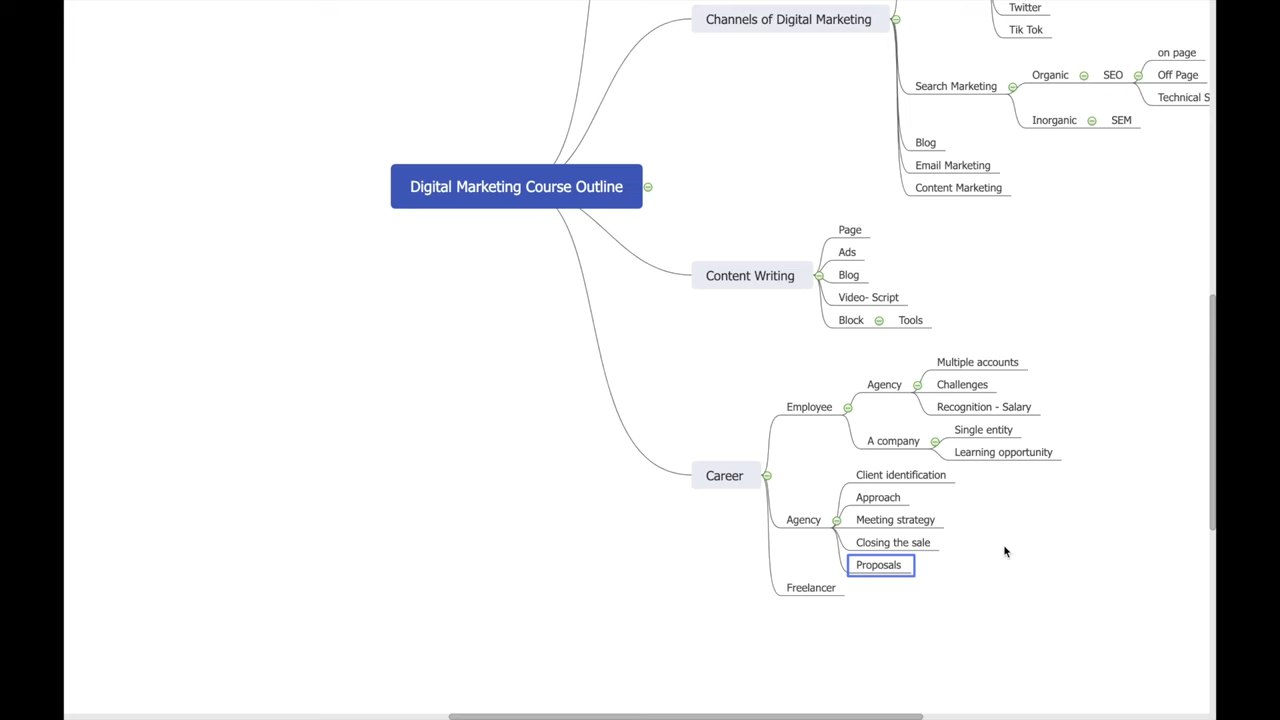 Twitter
Tik Tok
Channels of Digital Marketing
Search Marketing
Organic
SEO
on page
Off Page
Technical S
Inorganic
SEM
Blog
Email Marketing
Content Marketing
Digital Marketing Course Outline
Content Writing
Page
Ads
Blog
Video- Script
Block
Tools
Career
Employee
Agency
Multiple accounts
Challenges
Recognition - Salary
A company
Single entity
Learning opportunity
Agency
Client identification
Approach
Meeting strategy
Closing the sale
Proposals
Freelancer